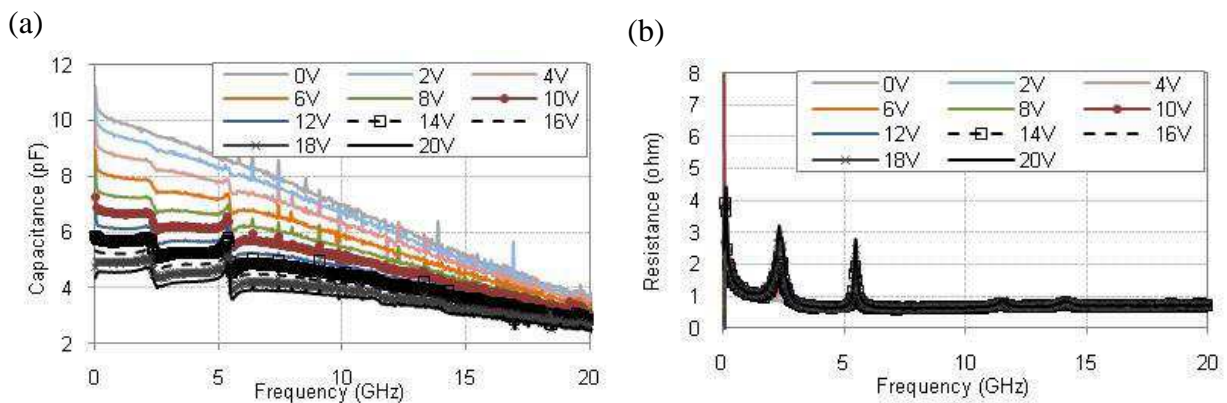 (a)
12
10
8
6
4
2
Capacitance (pF)
0V 2V 4V
6V 8V 10V
12V 14V 16V
18V 20V
0 5 10 15 20
Frequency (GHz)
(b)
8
7
6
5
4
3
2
1
0
Resistance (ohm)
0V 2V 4V
6V 8V 10V
12V 14V 16V
18V 20V
0 5 10 15 20
Frequency (GHz)